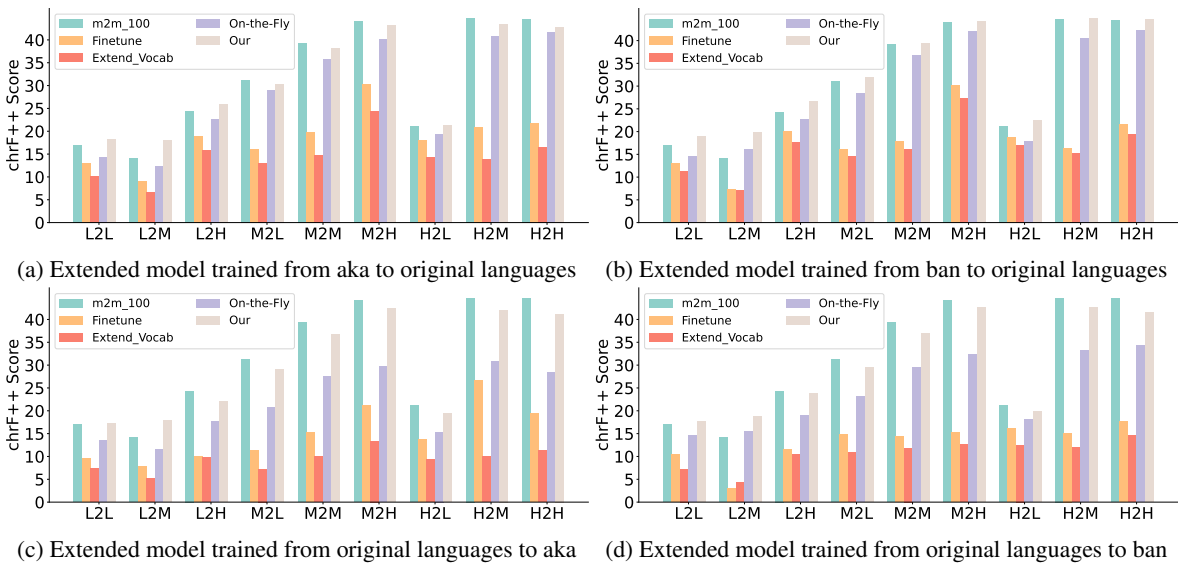 chrF++ Score
40
35
30
25
20
15
10
5
0
m2m_100
Finetune
Extend_Vocab
On-the-Fly
Our
L2L L2M L2H M2L M2M M2H H2L H2M H2H
(a) Extended model trained from aka to original languages
chrF++ Score
40
35
30
25
20
15
10
5
0
m2m_100
Finetune
Extend_Vocab
On-the-Fly
Our
L2L L2M L2H M2L M2M M2H H2L H2M H2H
(b) Extended model trained from ban to original languages
chrF++ Score
40
35
30
25
20
15
10
5
0
m2m_100
Finetune
Extend_Vocab
On-the-Fly
Our
L2L L2M L2H M2L M2M M2H H2L H2M H2H
(c) Extended model trained from original languages to aka
chrF++ Score
40
35
30
25
20
15
10
5
0
m2m_100
Finetune
Extend_Vocab
On-the-Fly
Our
L2L L2M L2H M2L M2M M2H H2L H2M H2H
(d) Extended model trained from original languages to ban